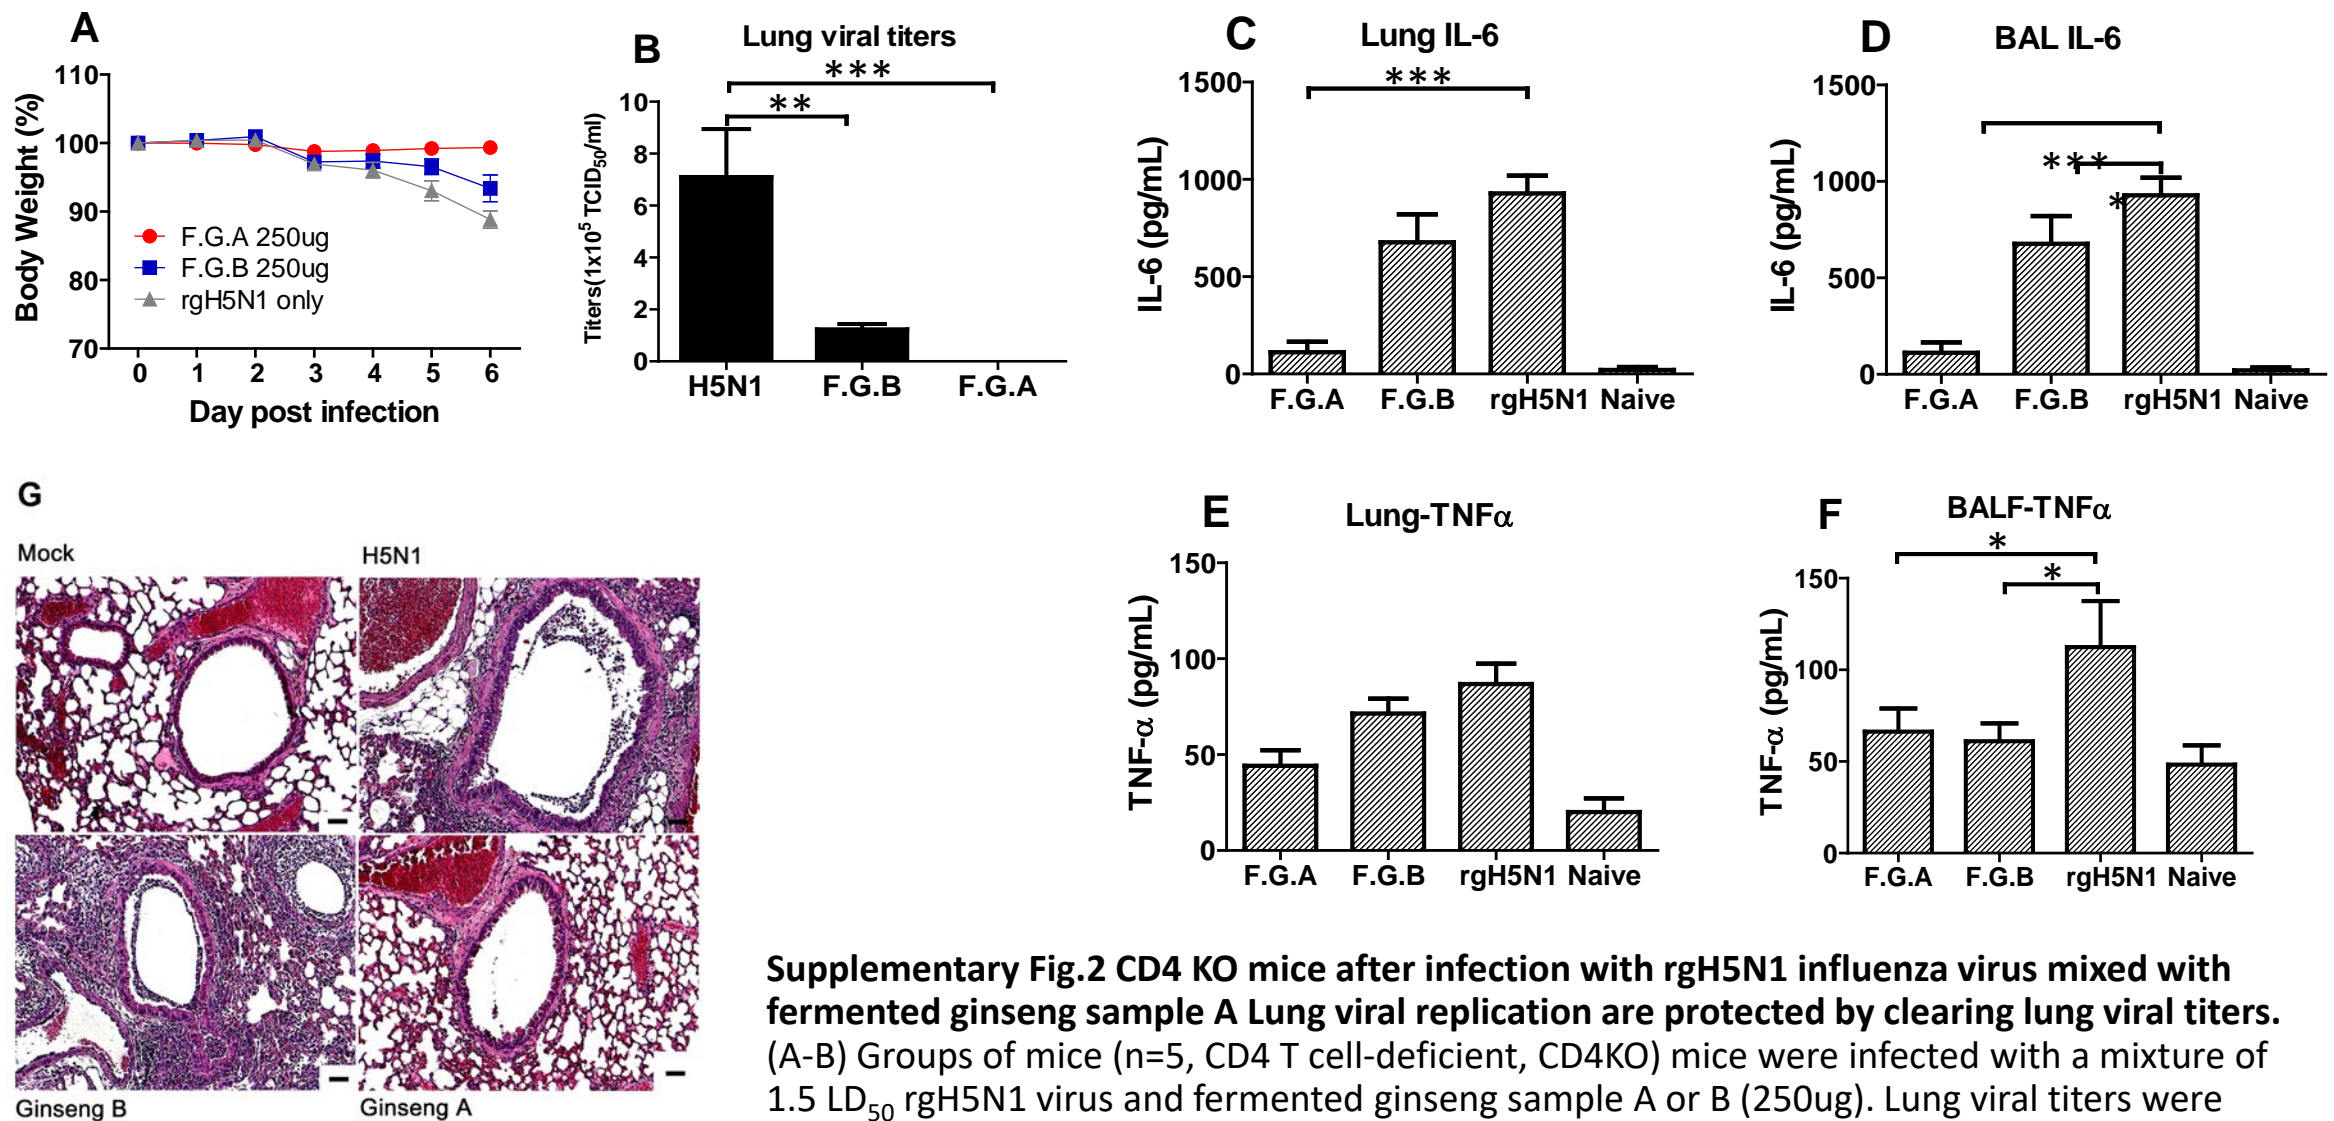 A
110
100
90
80
70
Body Weight (%)
F.G.A 250ug
F.G.B 250ug
rgH5N1 only
0 1 2 3 4 5 6
Day post infection
B
Lung viral titers
***
**
10
8
6
4
2
0
Titers(1x10⁵ TCID₅₀/ml)
H5N1 F.G.B F.G.A
C
Lung IL-6
***
1500
1000
500
0
IL-6 (pg/mL)
F.G.A F.G.B rgH5N1 Naive
D
BAL IL-6
***
*
1500
1000
500
0
IL-6 (pg/mL)
F.G.A F.G.B rgH5N1 Naive
G
Mock
H5N1
Ginseng B
Ginseng A
E
Lung-TNFα
150
100
50
0
TNF-α (pg/mL)
F.G.A F.G.B rgH5N1 Naive
F
BALF-TNFα
*
*
150
100
50
0
TNF-α (pg/mL)
F.G.A F.G.B rgH5N1 Naive
Supplementary Fig.2 CD4 KO mice after infection with rgH5N1 influenza virus mixed with
fermented ginseng sample A Lung viral replication are protected by clearing lung viral titers.
(A-B) Groups of mice (n=5, CD4 T cell-deficient, CD4KO) mice were infected with a mixture of
1.5 LD₅₀ rgH5N1 virus and fermented ginseng sample A or B (250ug). Lung viral titers were